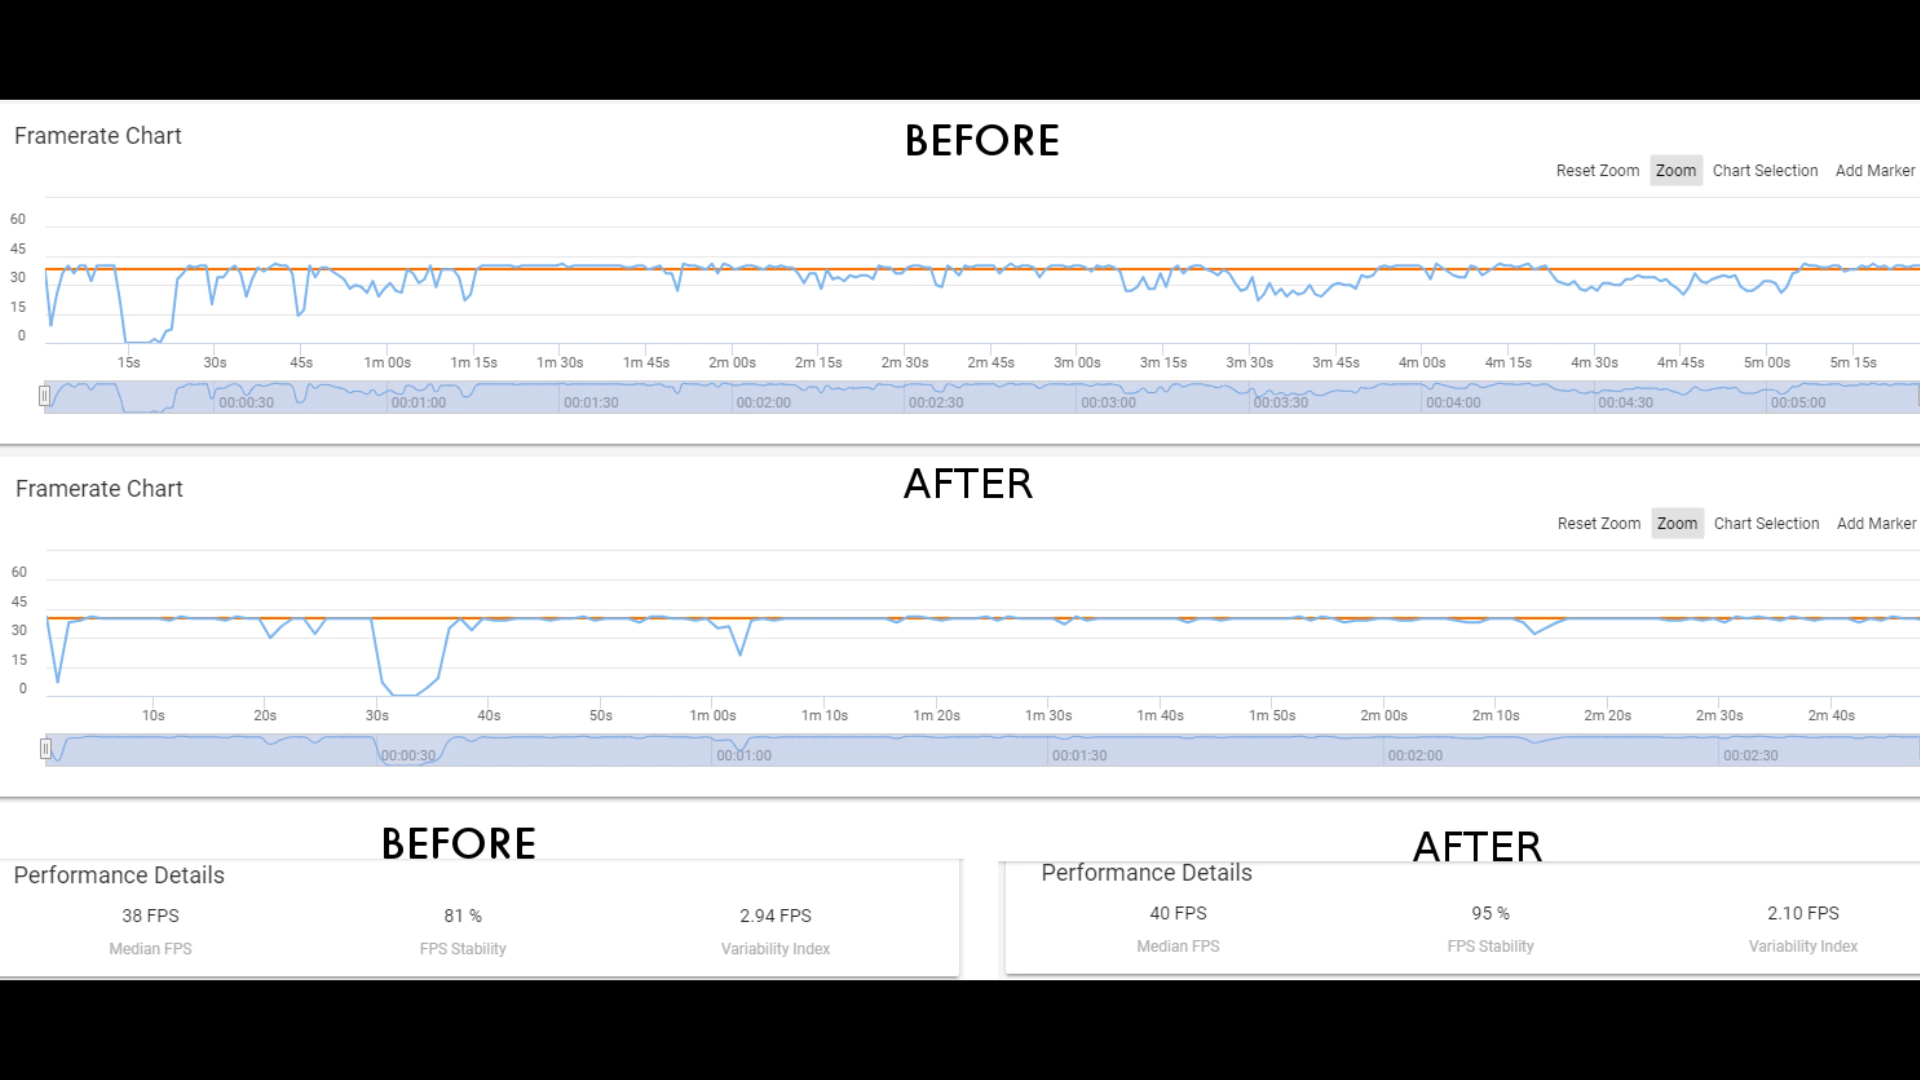 Framerate Chart
BEFORE
Reset Zoom Zoom Chart Selection Add Marker
60
45
30
15
0
15s 30s 45s 1m 00s 1m 15s 1m 30s 1m 45s 2m 00s 2m 15s 2m 30s 2m 45s 3m 00s 3m 15s 3m 30s 3m 45s 4m 00s 4m 15s 4m 30s 4m 45s 5m 00s 5m 15s
00:00:30 00:01:00 00:01:30 00:02:00 00:02:30 00:03:00 00:03:30 00:04:00 00:04:30 00:05:00
AFTER
Framerate Chart
Reset Zoom Zoom Chart Selection Add Marker
60
45
30
15
0
10s 20s 30s 40s 50s 1m 00s 1m 10s 1m 20s 1m 30s 1m 40s 1m 50s 2m 00s 2m 10s 2m 20s 2m 30s 2m 40s
00:00:30 00:01:00 00:01:30 00:02:00 00:02:30
BEFORE
Performance Details
38 FPS 81 % 2.94 FPS
Median FPS FPS Stability Variability Index
AFTER
Performance Details
40 FPS 95 % 2.10 FPS
Median FPS FPS Stability Variability Index